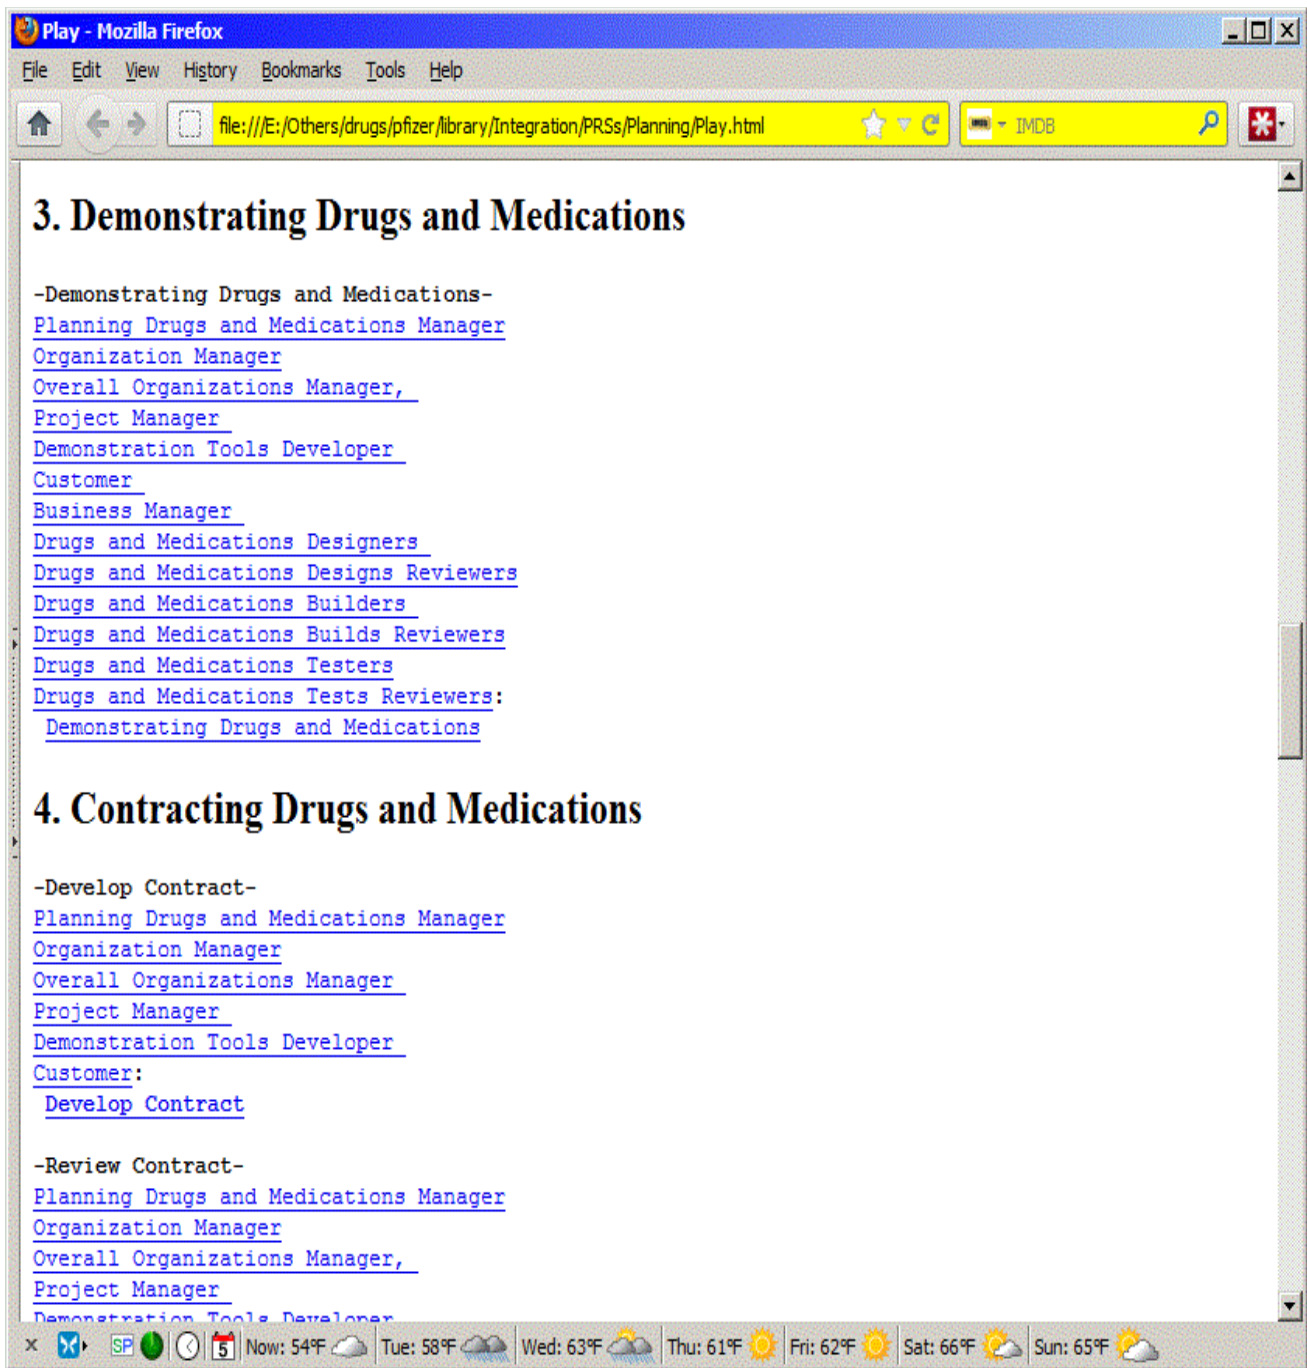 Play - Mozilla Firefox
File Edit View History Bookmarks Tools Help
file:///E:/Others/drugs/pfizer/library/Integration/PRSs/Planning/Play.html IMDB
3. Demonstrating Drugs and Medications
-Demonstrating Drugs and Medications-
Planning Drugs and Medications Manager
Organization Manager
Overall Organizations Manager,
Project Manager
Demonstration Tools Developer
Customer
Business Manager
Drugs and Medications Designers
Drugs and Medications Designs Reviewers
Drugs and Medications Builders
Drugs and Medications Builds Reviewers
Drugs and Medications Testers
Drugs and Medications Tests Reviewers:
Demonstrating Drugs and Medications
4. Contracting Drugs and Medications
-Develop Contract-
Planning Drugs and Medications Manager
Organization Manager
Overall Organizations Manager
Project Manager
Demonstration Tools Developer
Customer:
Develop Contract
-Review Contract-
Planning Drugs and Medications Manager
Organization Manager
Overall Organizations Manager,
Project Manager
Demonstration Tools Developer
SP 5 Now: 54°F Tue: 58°F Wed: 63°F Thu: 61°F Fri: 62°F Sat: 66°F Sun: 65°F